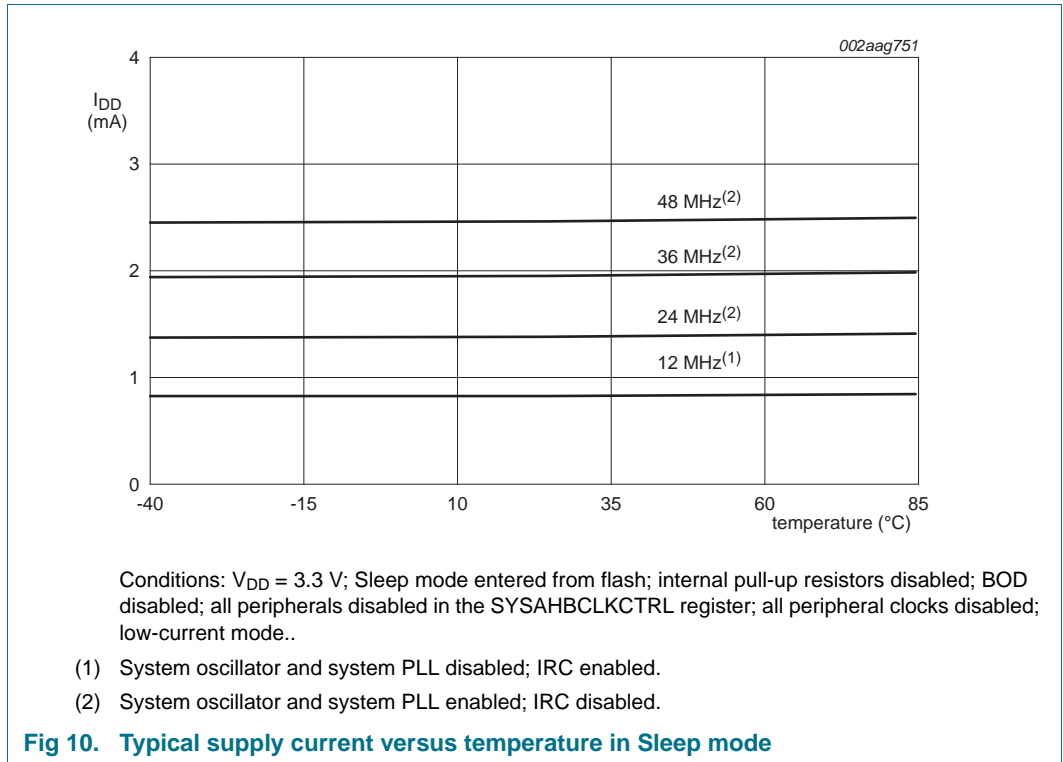 002aag751
4
I_DD
(mA)
3
48 MHz(2)
36 MHz(2)
2
24 MHz(2)
12 MHz(1)
1
0
-40 -15 10 35 60 85
temperature (°C)
Conditions: V_DD = 3.3 V; Sleep mode entered from flash; internal pull-up resistors disabled; BOD
disabled; all peripherals disabled in the SYSAHBCLKCTRL register; all peripheral clocks disabled;
low-current mode..
(1) System oscillator and system PLL disabled; IRC enabled.
(2) System oscillator and system PLL enabled; IRC disabled.
Fig 10. Typical supply current versus temperature in Sleep mode